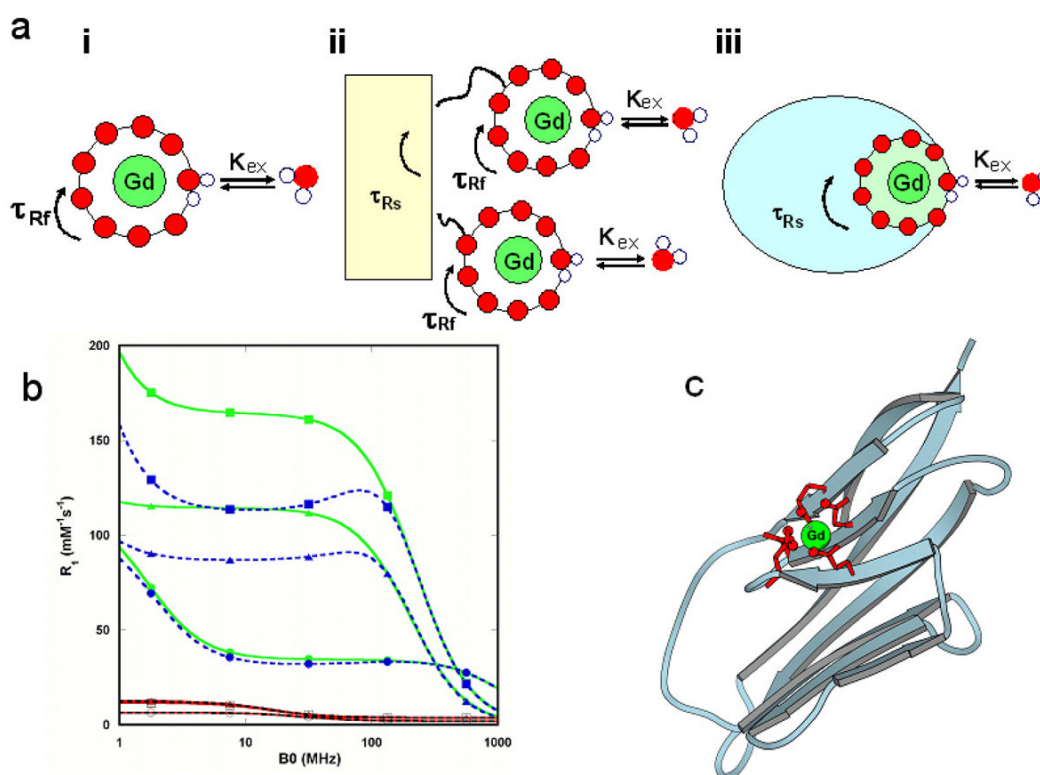 a
i
ii
iii
Gd
τRf
Kex
τRs
Gd
τRf
Kex
Gd
τRf
Kex
Gd
τRs
Kex
b
200
150
100
50
0
R1 (mM⁻¹s⁻¹)
1
10
100
1000
B0 (MHz)
c
Gd